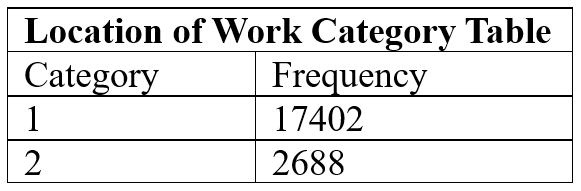 Location of Work Category Table
Category Frequency
1 17402
2 2688